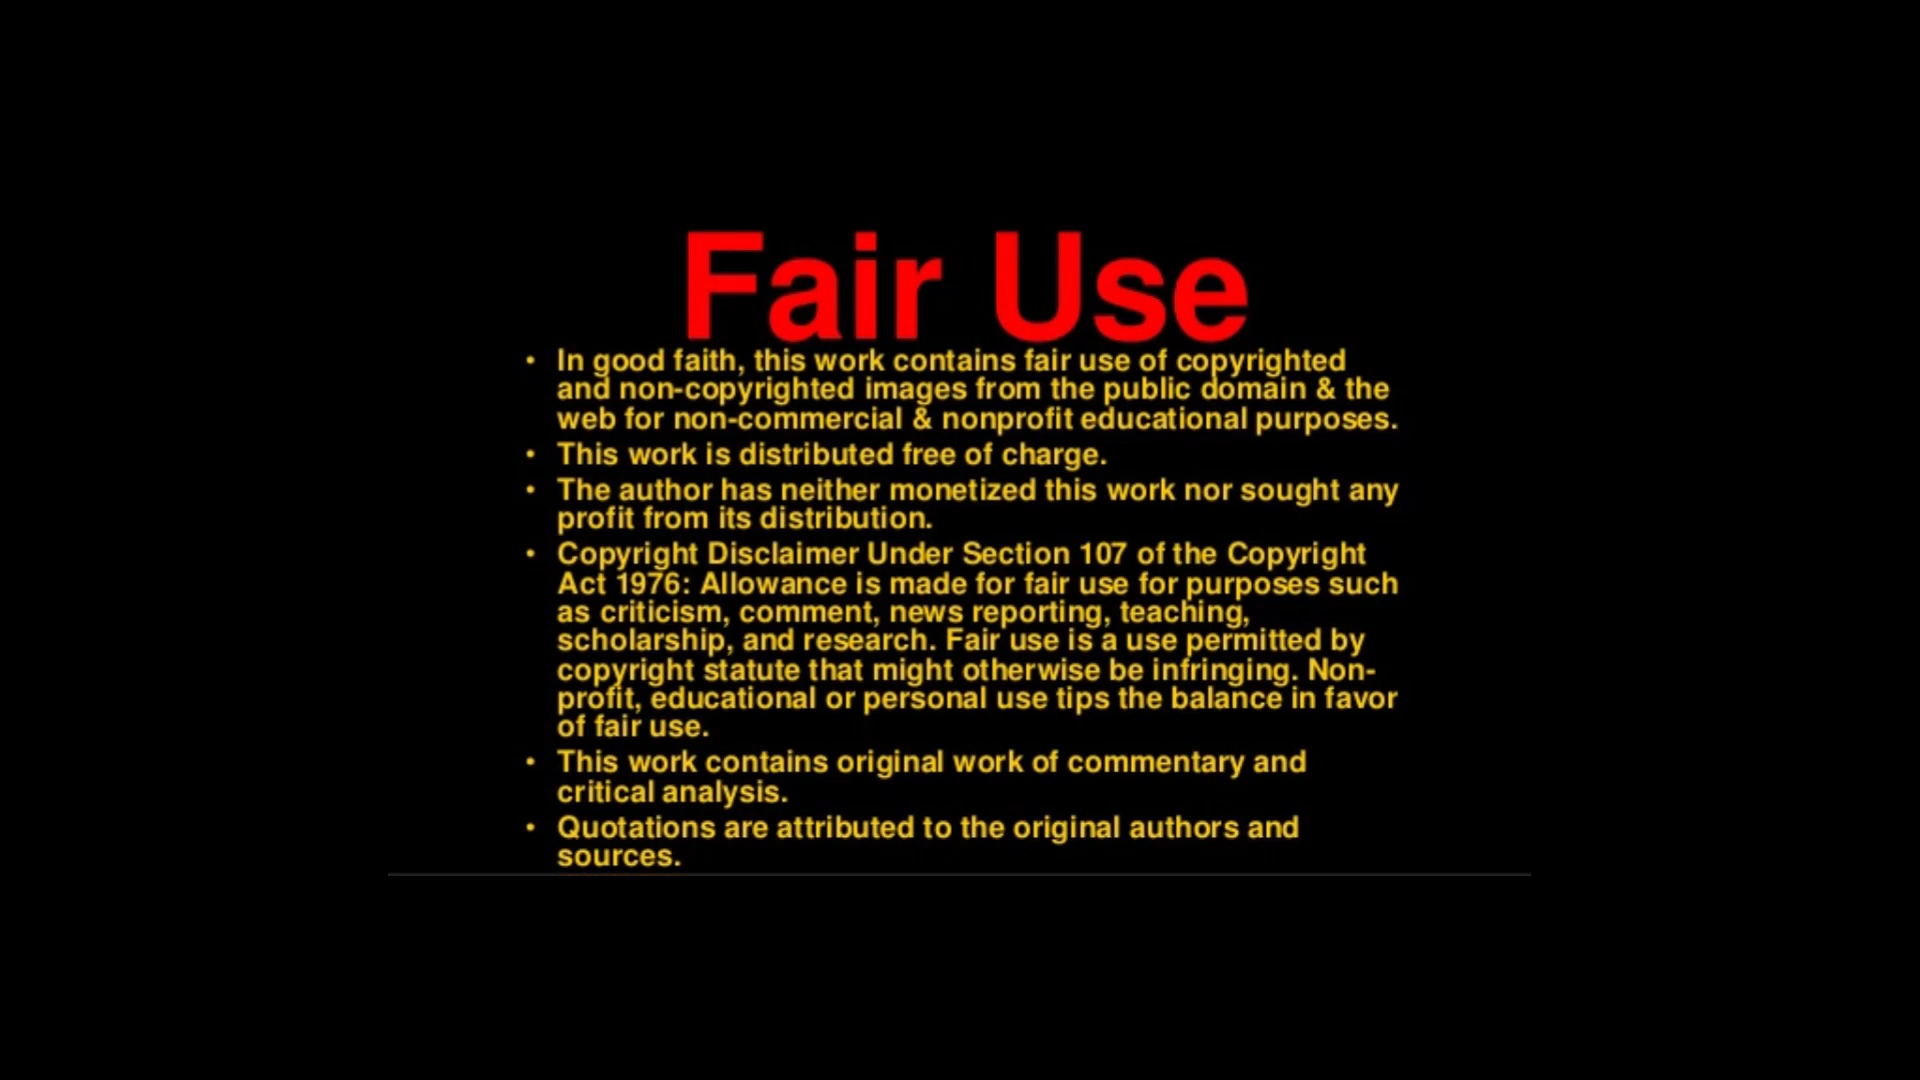 Fair Use
• In good faith, this work contains fair use of copyrighted
and non-copyrighted images from the public domain & the
web for non-commercial & nonprofit educational purposes.
• This work is distributed free of charge.
• The author has neither monetized this work nor sought any
profit from its distribution.
• Copyright Disclaimer Under Section 107 of the Copyright
Act 1976: Allowance is made for fair use for purposes such
as criticism, comment, news reporting, teaching,
scholarship, and research. Fair use is a use permitted by
copyright statute that might otherwise be infringing. Non-
profit, educational or personal use tips the balance in favor
of fair use.
• This work contains original work of commentary and
critical analysis.
• Quotations are attributed to the original authors and
sources.